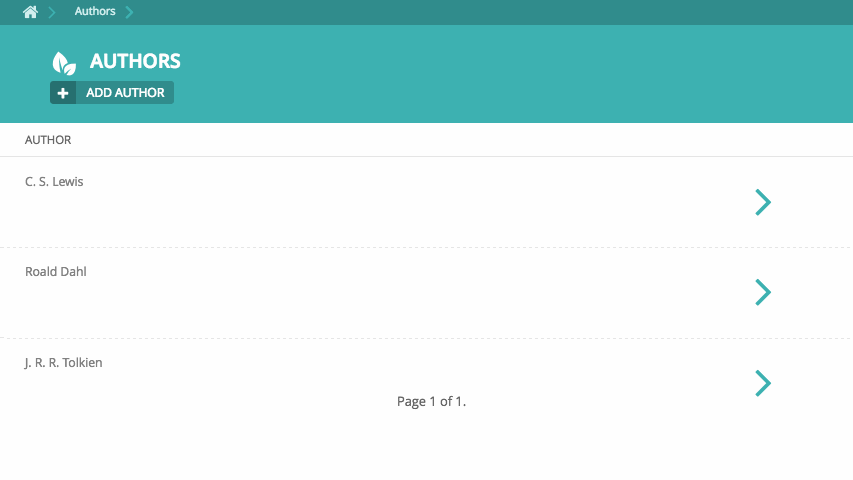 Authors
AUTHORS
ADD AUTHOR
AUTHOR
C. S. Lewis
Roald Dahl
J. R. R. Tolkien
Page 1 of 1.